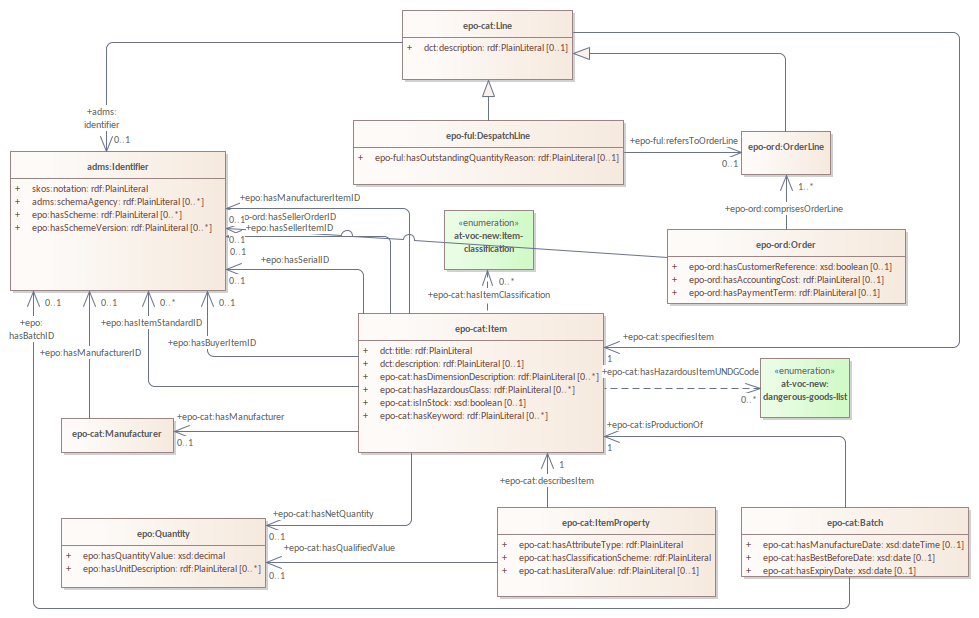 epo-cat:Line
+ dct:description: rdf:PlainLiteral [0..1]
+adms:
identifier
0..1
epo-ful:DespatchLine
+ epo-ful:hasOutstandingQuantityReason: rdf:PlainLiteral [0..1]
+epo-ful:refersToOrderLine
0..1
epo-ord:OrderLine
1..*
+epo-ord:comprisesOrderLine
adms:Identifier
+ skos:notation: rdf:PlainLiteral
+ adms:schemaAgency: rdf:PlainLiteral [0..*]
+ epo:hasScheme: rdf:PlainLiteral [0..*]
+ epo:hasSchemeVersion: rdf:PlainLiteral [0..*]
+epo:hasManufacturerItemID
0..1
o-ord:hasSellerOrderID
+epo:hasSellerItemID
0..1
0..1
+epo:hasSerialID
0..1
«enumeration»
at-voc-new:item-
classification
0..*
+epo-cat:hasItemClassification
epo-ord:Order
+ epo-ord:hasCustomerReference: xsd:boolean [0..1]
+ epo-ord:hasAccountingCost: rdf:PlainLiteral [0..1]
+ epo-ord:hasPaymentTerm: rdf:PlainLiteral [0..1]
0..1
0..1
0..*
0..1
+epo:
hasBatchID
+epo:hasItemStandardID
+epo:hasBuyerItemID
+epo:hasManufacturerID
epo-cat:Item
+ dct:title: rdf:PlainLiteral
+ dct:description: rdf:PlainLiteral [0..1]
+ epo-cat:hasDimensionDescription: rdf:PlainLiteral [0..*]
+ epo-cat:hasHazardousClass: rdf:PlainLiteral [0..*]
+ epo-cat:isInStock: xsd:boolean [0..1]
+ epo-cat:hasKeyword: rdf:PlainLiteral [0..*]
+epo-cat:specifiesItem
1
+epo-cat:hasHazardousItemUNDGCode
0..*
«enumeration»
at-voc-new:
dangerous-goods-list
epo-cat:Manufacturer
+epo-cat:hasManufacturer
0..1
+epo-cat:isProductionOf
1
1
+epo-cat:describesItem
+epo-cat:hasNetQuantity
0..1
+epo-cat:hasQualifiedValue
0..1
epo:Quantity
+ epo:hasQuantityValue: xsd:decimal
+ epo:hasUnitDescription: rdf:PlainLiteral [0..*]
epo-cat:ItemProperty
+ epo-cat:hasAttributeType: rdf:PlainLiteral
+ epo-cat:hasClassificationScheme: rdf:PlainLiteral
+ epo-cat:hasLiteralValue: rdf:PlainLiteral [0..1]
epo-cat:Batch
+ epo-cat:hasManufactureDate: xsd:dateTime [0..1]
+ epo-cat:hasBestBeforeDate: xsd:date [0..1]
+ epo-cat:hasExpiryDate: xsd:date [0..1]